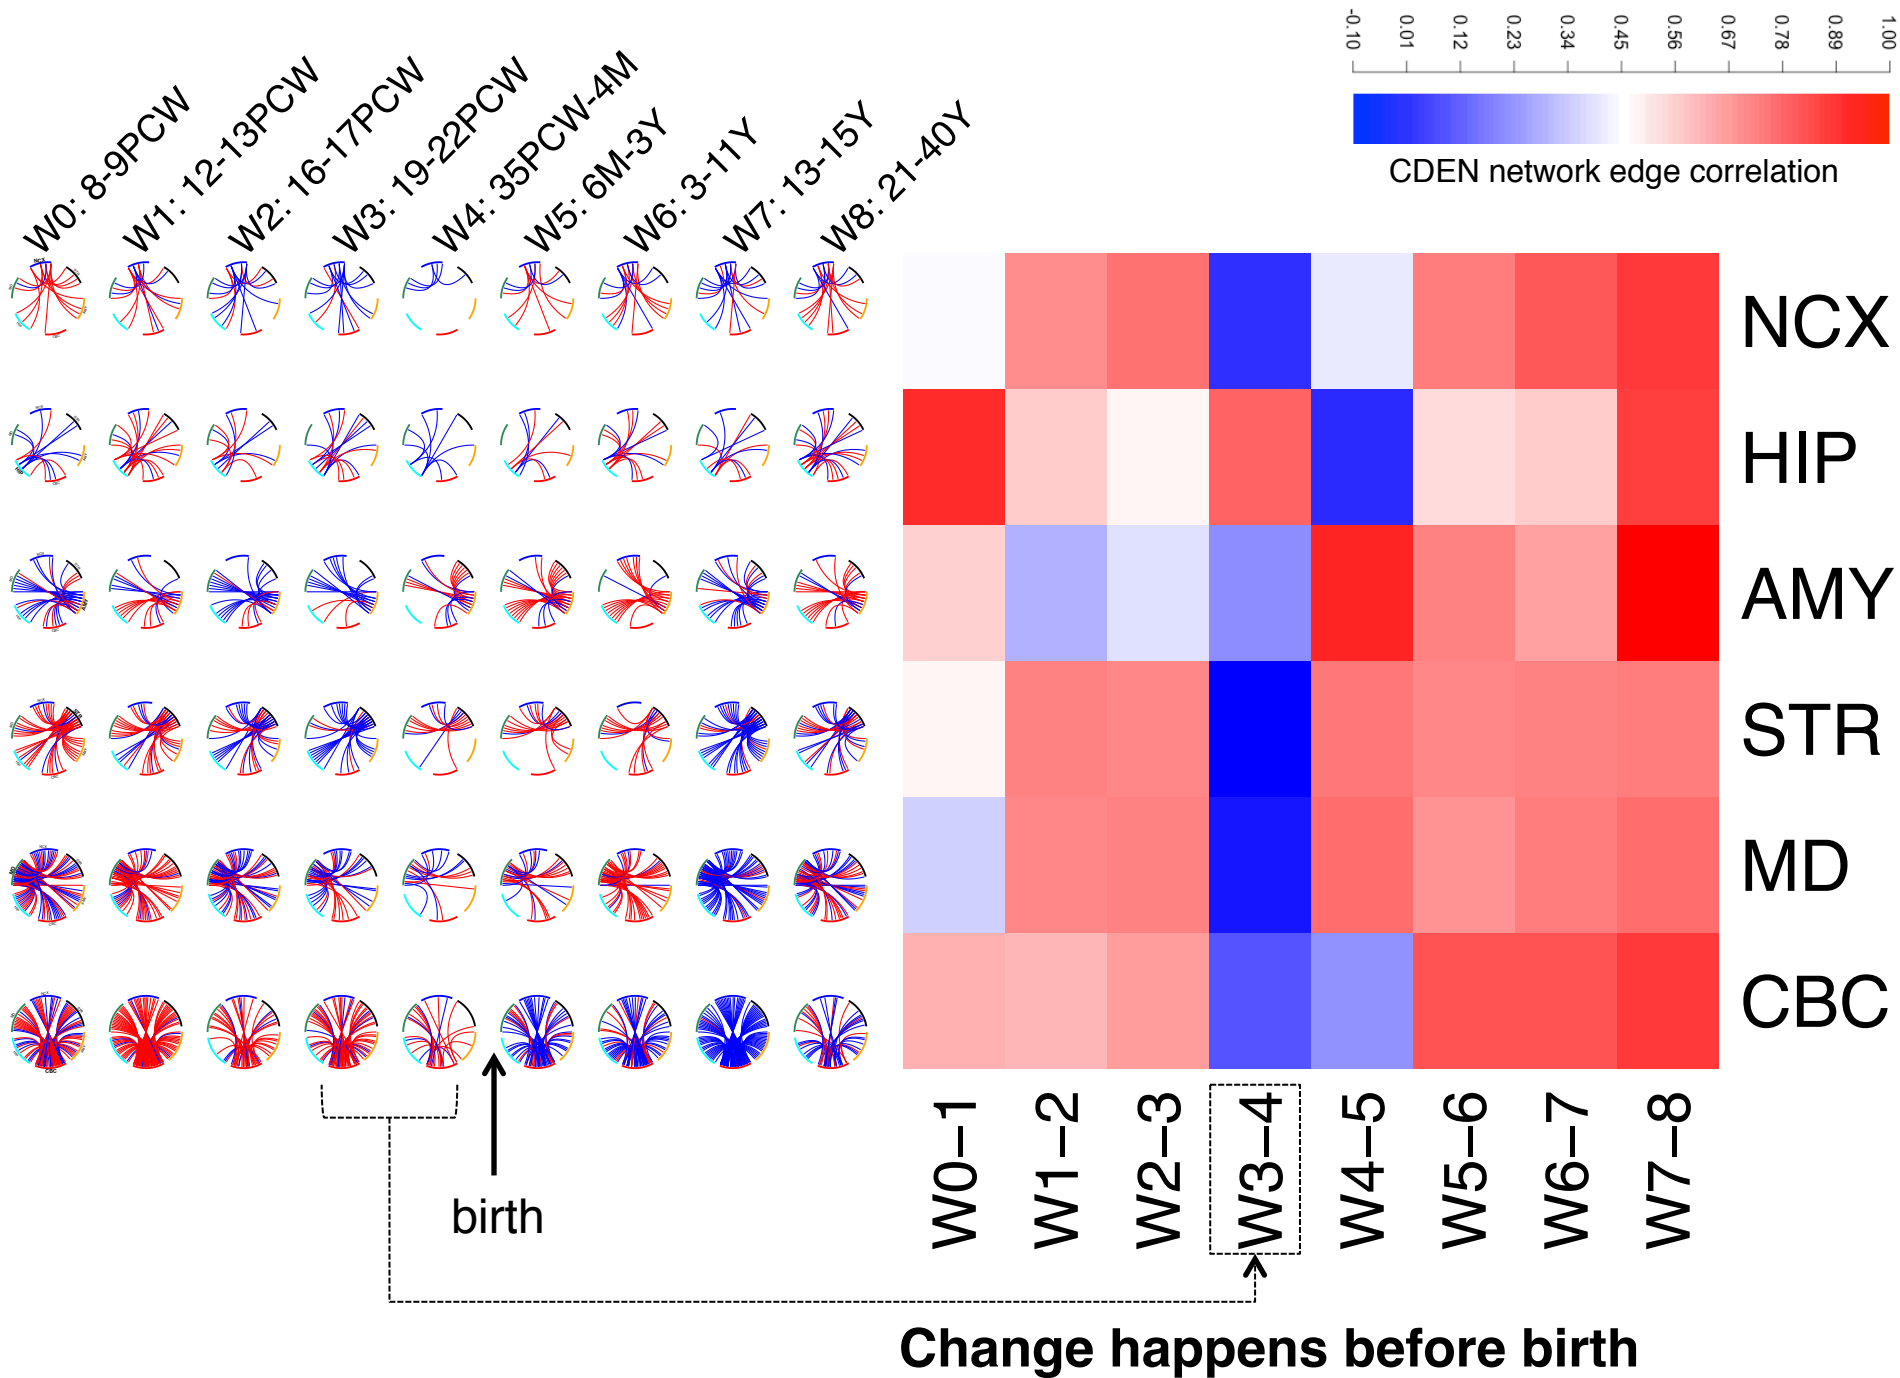 -0.10 0.01 0.12 0.23 0.34 0.45 0.56 0.67 0.78 0.89 1.00
CDEN network edge correlation
W0: 8-9PCW
W1: 12-13PCW
W2: 16-17PCW
W3: 19-22PCW
W4: 35PCW-4M
W5: 6M-3Y
W6: 3-11Y
W7: 13-15Y
W8: 21-40Y
NCX
HIP
AMY
STR
MD
CBC
W0–1
W1–2
W2–3
W3–4
W4–5
W5–6
W6–7
W7–8
birth
Change happens before birth